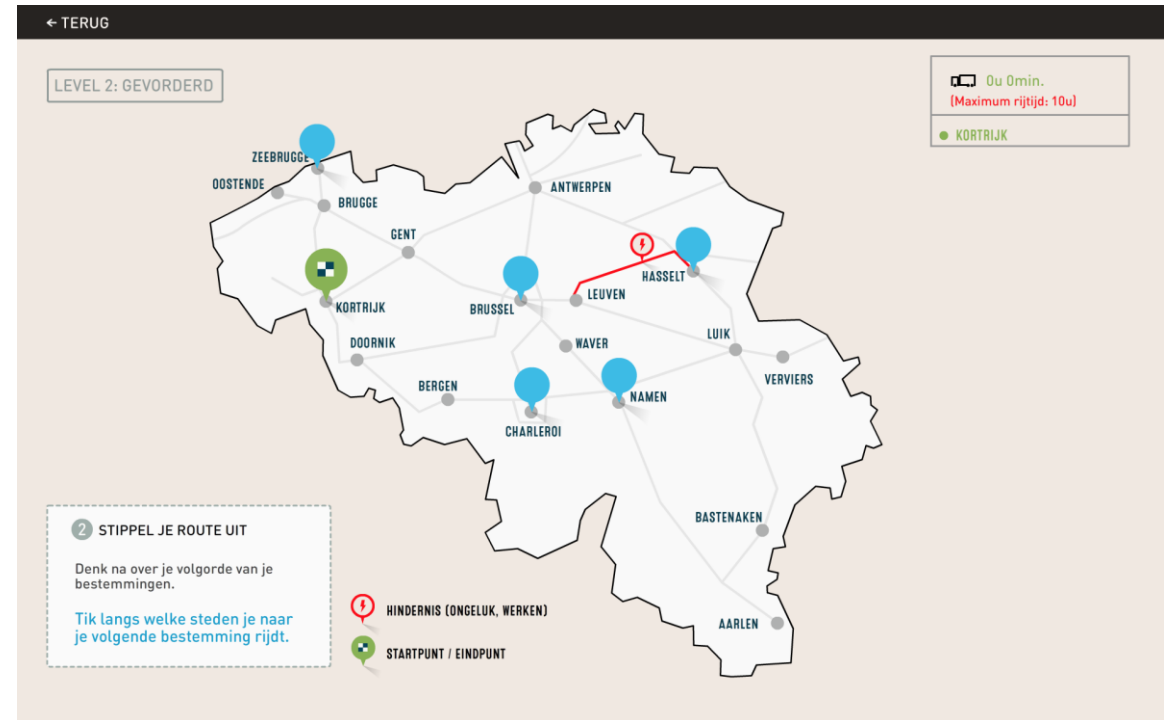 ← TERUG
LEVEL 2: GEVORDERD
0u 0min.
(Maximum rijtijd: 10u)
KORTRIJK
ZEEBRUGGE
OOSTENDE
BRUGGE
ANTWERPEN
GENT
HASSELT
KORTRIJK
BRUSSEL
LEUVEN
DOORNIK
WAVER
LUIK
VERVIERS
BERGEN
NAMEN
CHARLEROI
BASTENAKEN
AARLEN
2 STIPPEL JE ROUTE UIT
Denk na over je volgorde van je
bestemmingen.
Tik langs welke steden je naar
je volgende bestemming rijdt.
HINDERNIS (ONGELUK, WERKEN)
STARTPUNT / EINDPUNT